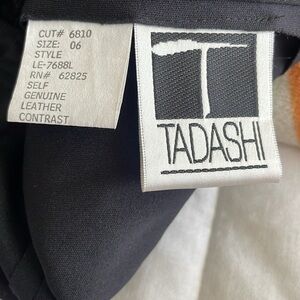 CUT# 6810
SIZE: 06
STYLE
LE-7688L
RN# 62825
SELF
GENUINE
LEATHER
CONTRAST
T
TADASHI